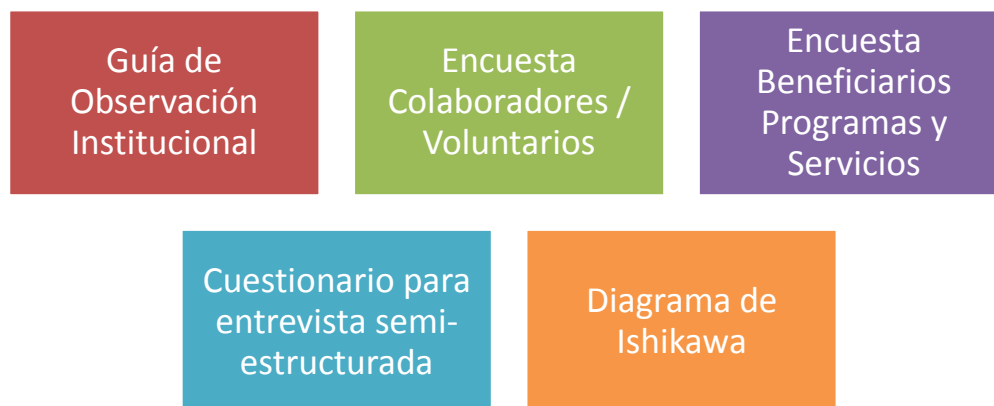 Guía de
Observación
Institucional
Encuesta
Colaboradores /
Voluntarios
Encuesta
Beneficiarios
Programas y
Servicios
Cuestionario para
entrevista semi-
estructurada
Diagrama de
Ishikawa